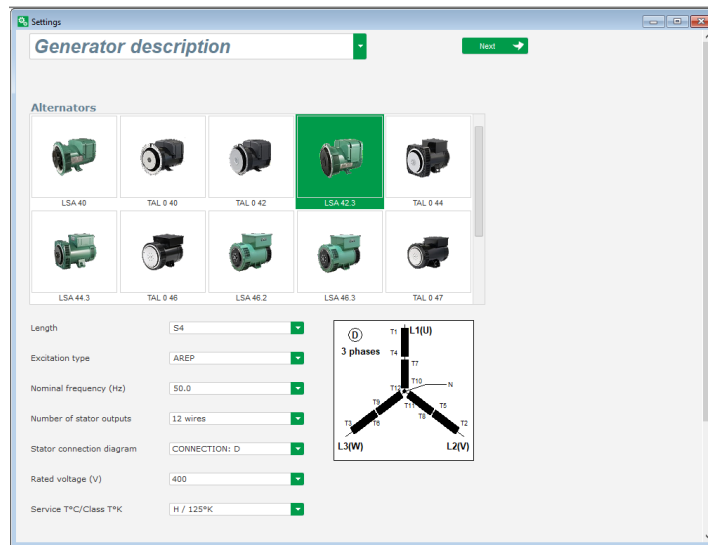 Settings
Generator description
Next
Alternators
LSA 40 TAL 0 40 TAL 0 42 LSA 42.3 TAL 0 44
LSA 44.3 TAL 0 46 LSA 46.2 LSA 46.3 TAL 0 47
Length S4
Excitation type AREP
Nominal frequency (Hz) 50.0
Number of stator outputs 12 wires
Stator connection diagram CONNECTION: D
Rated voltage (V) 400
Service T°C/Class T°K H / 125°K
D T1 L1(U)
3 phases T4
T7
T12 T10 N
T9 T11 T5
T3 T6 T8 T2
L3(W) L2(V)